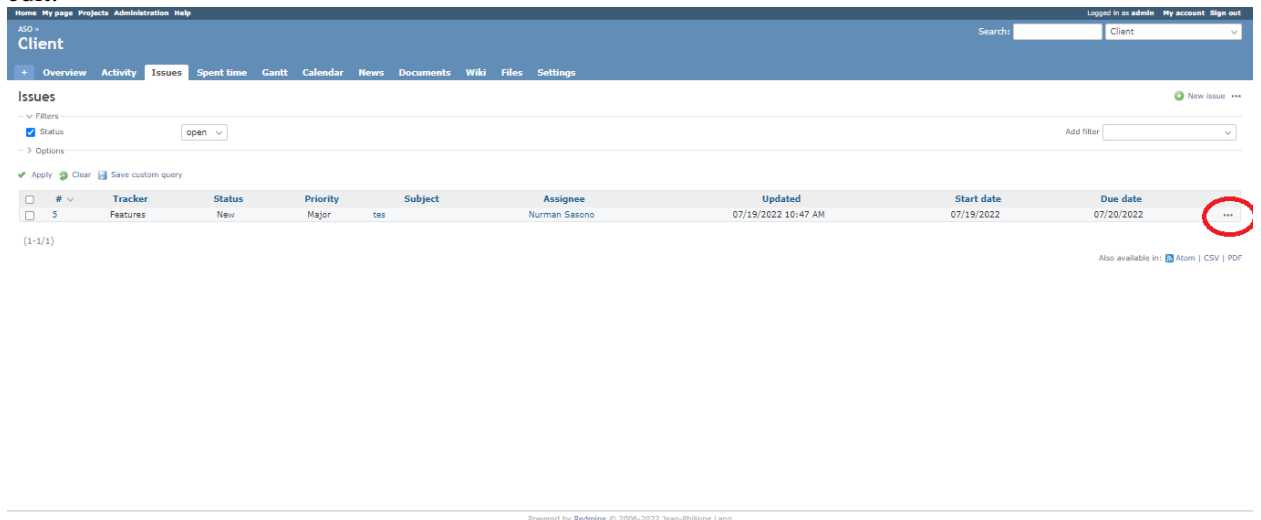 Home My page Projects Administration Help Logged in as admin My account Sign out
ASO »
Client
Search: Client
+ Overview Activity Issues Spent time Gantt Calendar News Documents Wiki Files Settings
Issues
New issue •••
Filters
Status open Add filter
Options
Apply Clear Save custom query
# Tracker Status Priority Subject Assignee Updated Start date Due date
5 Features New Major tes Nurman Sasono 07/19/2022 10:47 AM 07/19/2022 07/20/2022 •••
(1-1/1)
Also available in: Atom | CSV | PDF
Powered by Redmine © 2006-2022 Jean-Philippe Lang